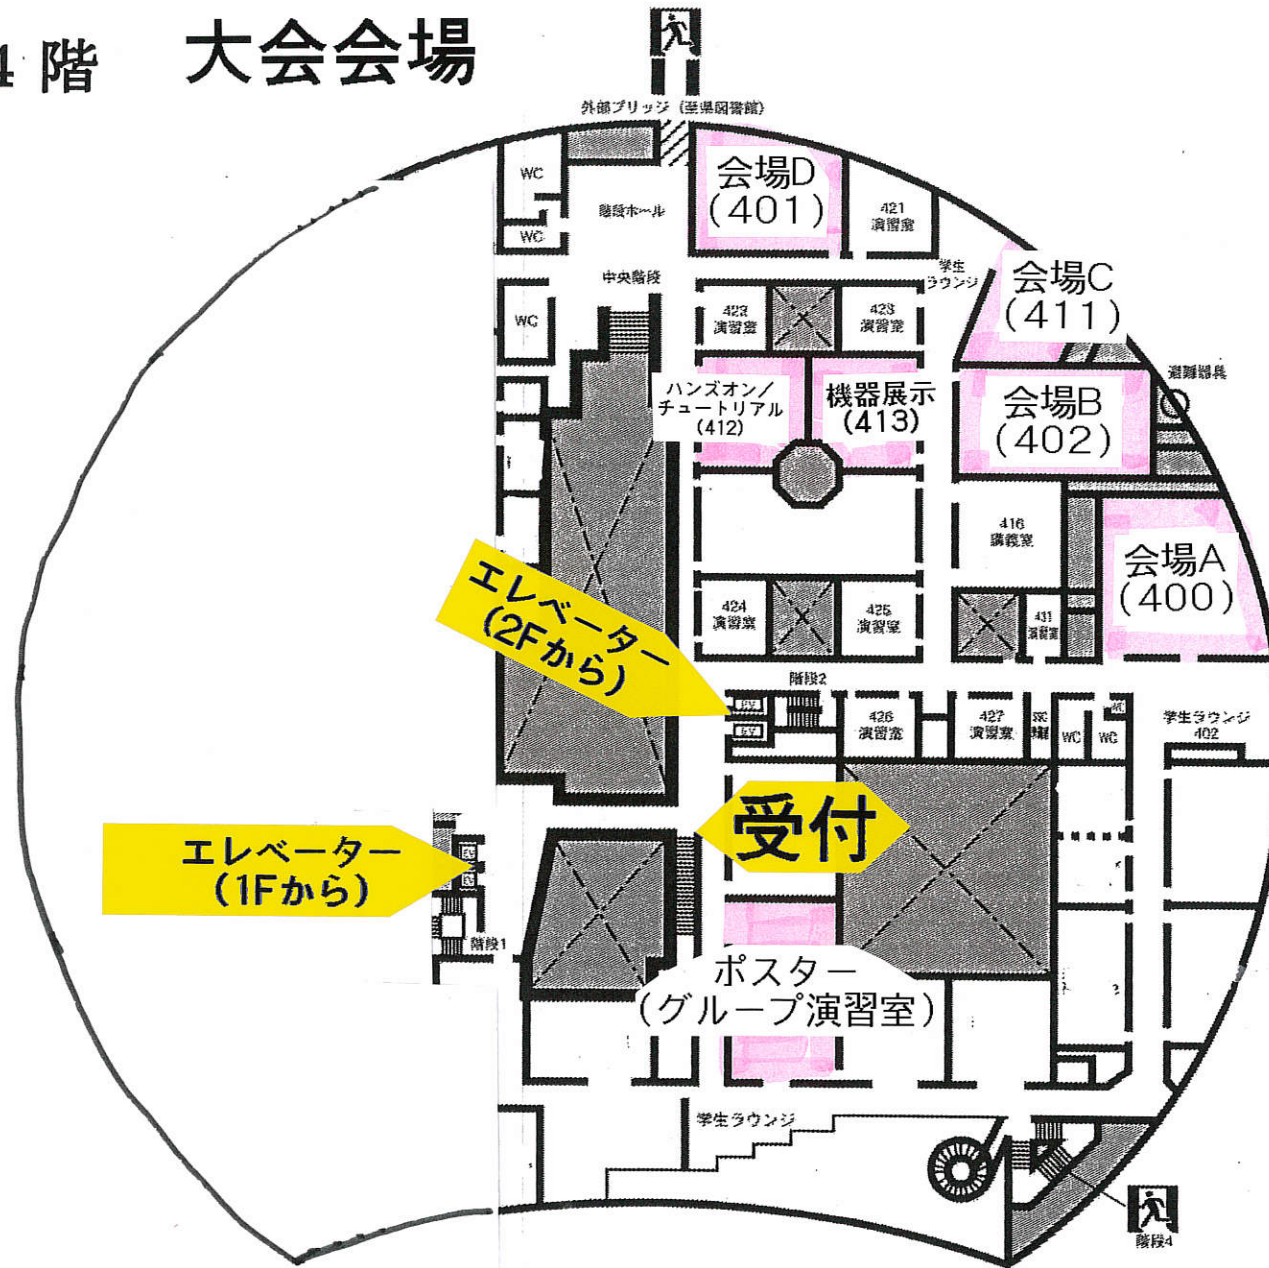 4 階 大会会場
外部ブリッジ (至県図書館)
WC
会場D
(401)
421
演習室
階段ホール
WC
学生
ラウンジ
会場C
(411)
中央階段
WC
422
演習室
423
演習室
避難器具
ハンズオン/
チュートリアル
(412)
機器展示
(413)
会場B
(402)
416
講義室
会場A
(400)
エレベーター
(2Fから)
424
演習室
425
演習室
431
演習室
階段2
EV
EV
426
演習室
427
演習室
WC
WC
WC
学生ラウンジ
402
受付
エレベーター
(1Fから)
EV
EV
階段1
ポスター
(グループ演習室)
学生ラウンジ
階段4